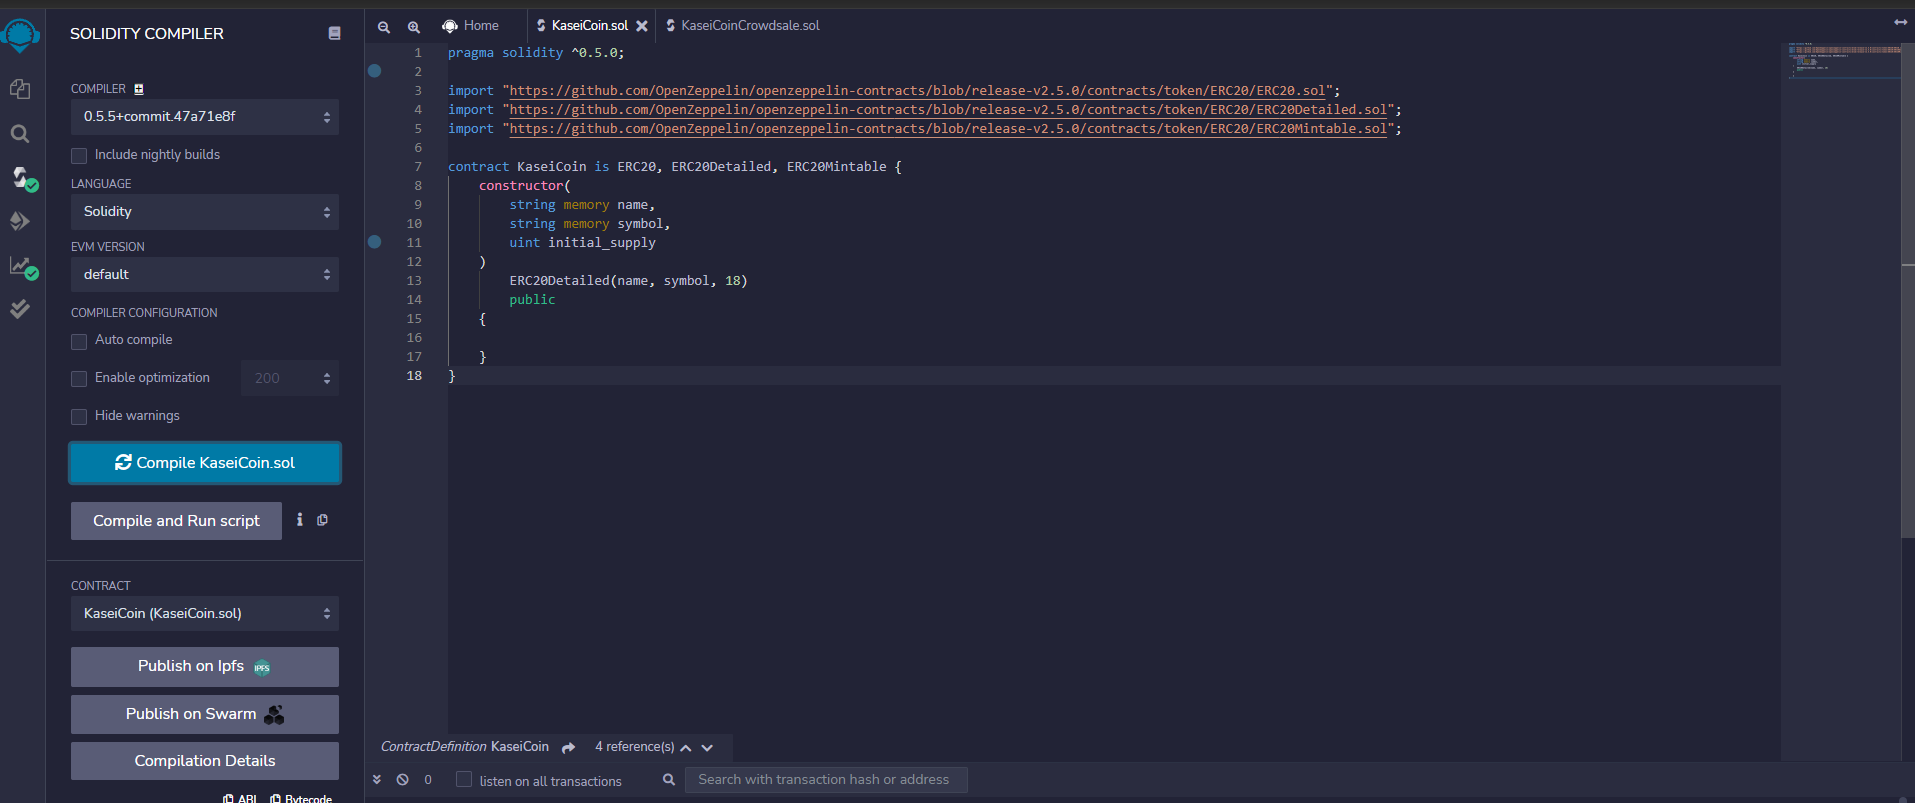 SOLIDITY COMPILER
COMPILER
0.5.5+commit.47a71e8f
Include nightly builds
LANGUAGE
Solidity
EVM VERSION
default
COMPILER CONFIGURATION
Auto compile
Enable optimization 200
Hide warnings
Compile KaseiCoin.sol
Compile and Run script
CONTRACT
KaseiCoin (KaseiCoin.sol)
Publish on Ipfs IPFS
Publish on Swarm
Compilation Details
ABI Bytecode
Home KaseiCoin.sol KaseiCoinCrowdsale.sol
1 pragma solidity ^0.5.0;
2
3 import "https://github.com/OpenZeppelin/openzeppelin-contracts/blob/release-v2.5.0/contracts/token/ERC20/ERC20.sol";
4 import "https://github.com/OpenZeppelin/openzeppelin-contracts/blob/release-v2.5.0/contracts/token/ERC20/ERC20Detailed.sol";
5 import "https://github.com/OpenZeppelin/openzeppelin-contracts/blob/release-v2.5.0/contracts/token/ERC20/ERC20Mintable.sol";
6
7 contract KaseiCoin is ERC20, ERC20Detailed, ERC20Mintable {
8 constructor(
9 string memory name,
10 string memory symbol,
11 uint initial_supply
12 )
13 ERC20Detailed(name, symbol, 18)
14 public
15 {
16
17 }
18 }
ContractDefinition KaseiCoin 4 reference(s)
0 listen on all transactions Search with transaction hash or address